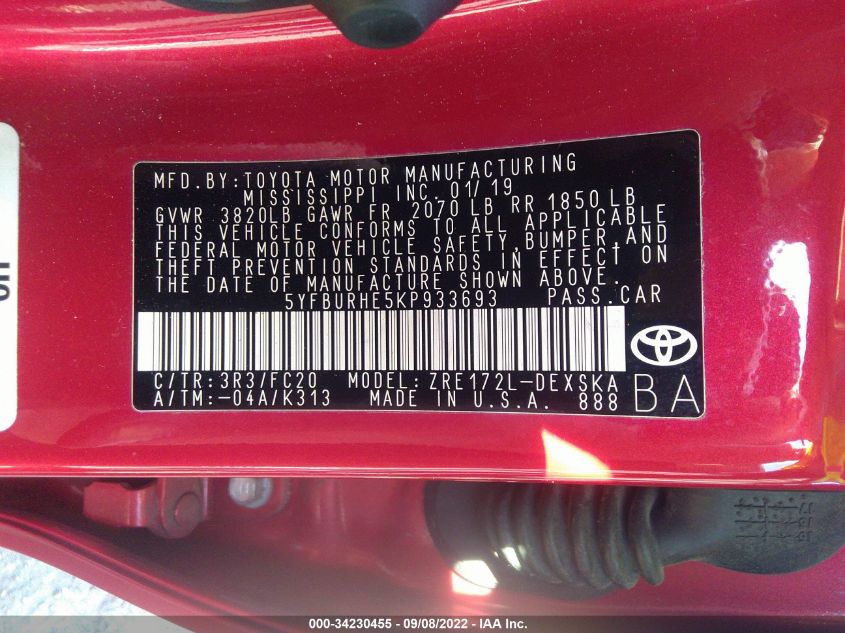 MFD.BY:TOYOTA MOTOR MANUFACTURING
MISSISSIPPI INC 01/19
GVWR 3820LB GAWR FR 2070 LB RR 1850 LB
THIS VEHICLE CONFORMS TO ALL APPLICABLE
FEDERAL MOTOR VEHICLE SAFETY,BUMPER,AND
THEFT PREVENTION STANDARDS IN EFFECT ON
THE DATE OF MANUFACTURE SHOWN ABOVE.
5YFBURHE5KP933693 PASS.CAR
C/TR:3R3/FC20 MODEL:ZRE172L-DEXSKA
A/TM:-04A/K313 MADE IN U.S.A. 888
BA
000-34230455 - 09/08/2022 - IAA Inc.